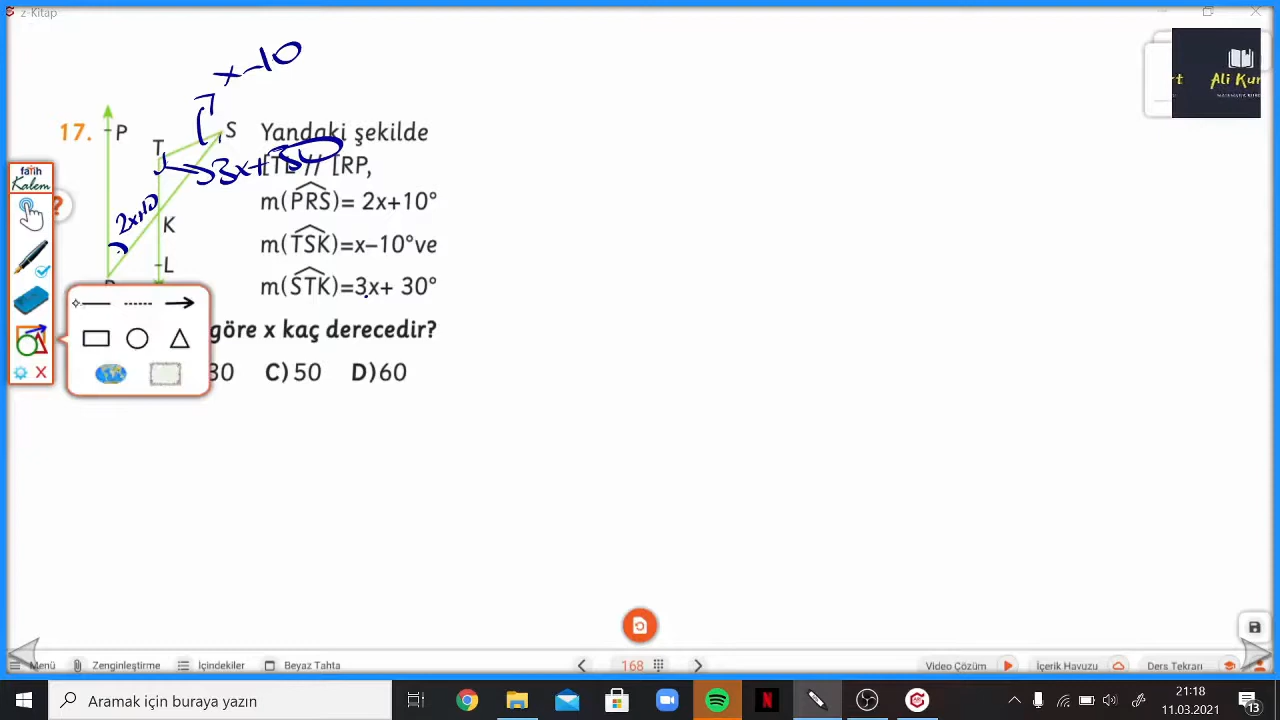 z-Kitap
x-10
Ali Kur
17.
P
T
S
Yandaki şekilde
3x+30
[TL // [RP,
fatih
Kalem
?
2x+10
K
m(PRS)= 2x+10°
L
m(TSK)=x-10°ve
m(STK)=3x+ 30°
göre x kaç derecedir?
30 C) 50 D) 60
Menü Zenginleştirme İçindekiler Beyaz Tahta 168 Video Çözüm İçerik Havuzu Ders Tekrarı
Aramak için buraya yazın
21:18
11.03.2021
13